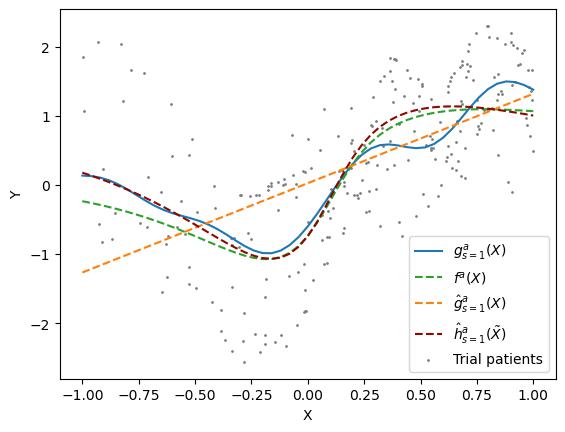 2
1
0
−1
−2
Y
−1.00 −0.75 −0.50 −0.25 0.00 0.25 0.50 0.75 1.00
X
g^a_{s=1}(X)
f^a(X)
ĝ^a_{s=1}(X)
ĥ^a_{s=1}(X̃)
Trial patients